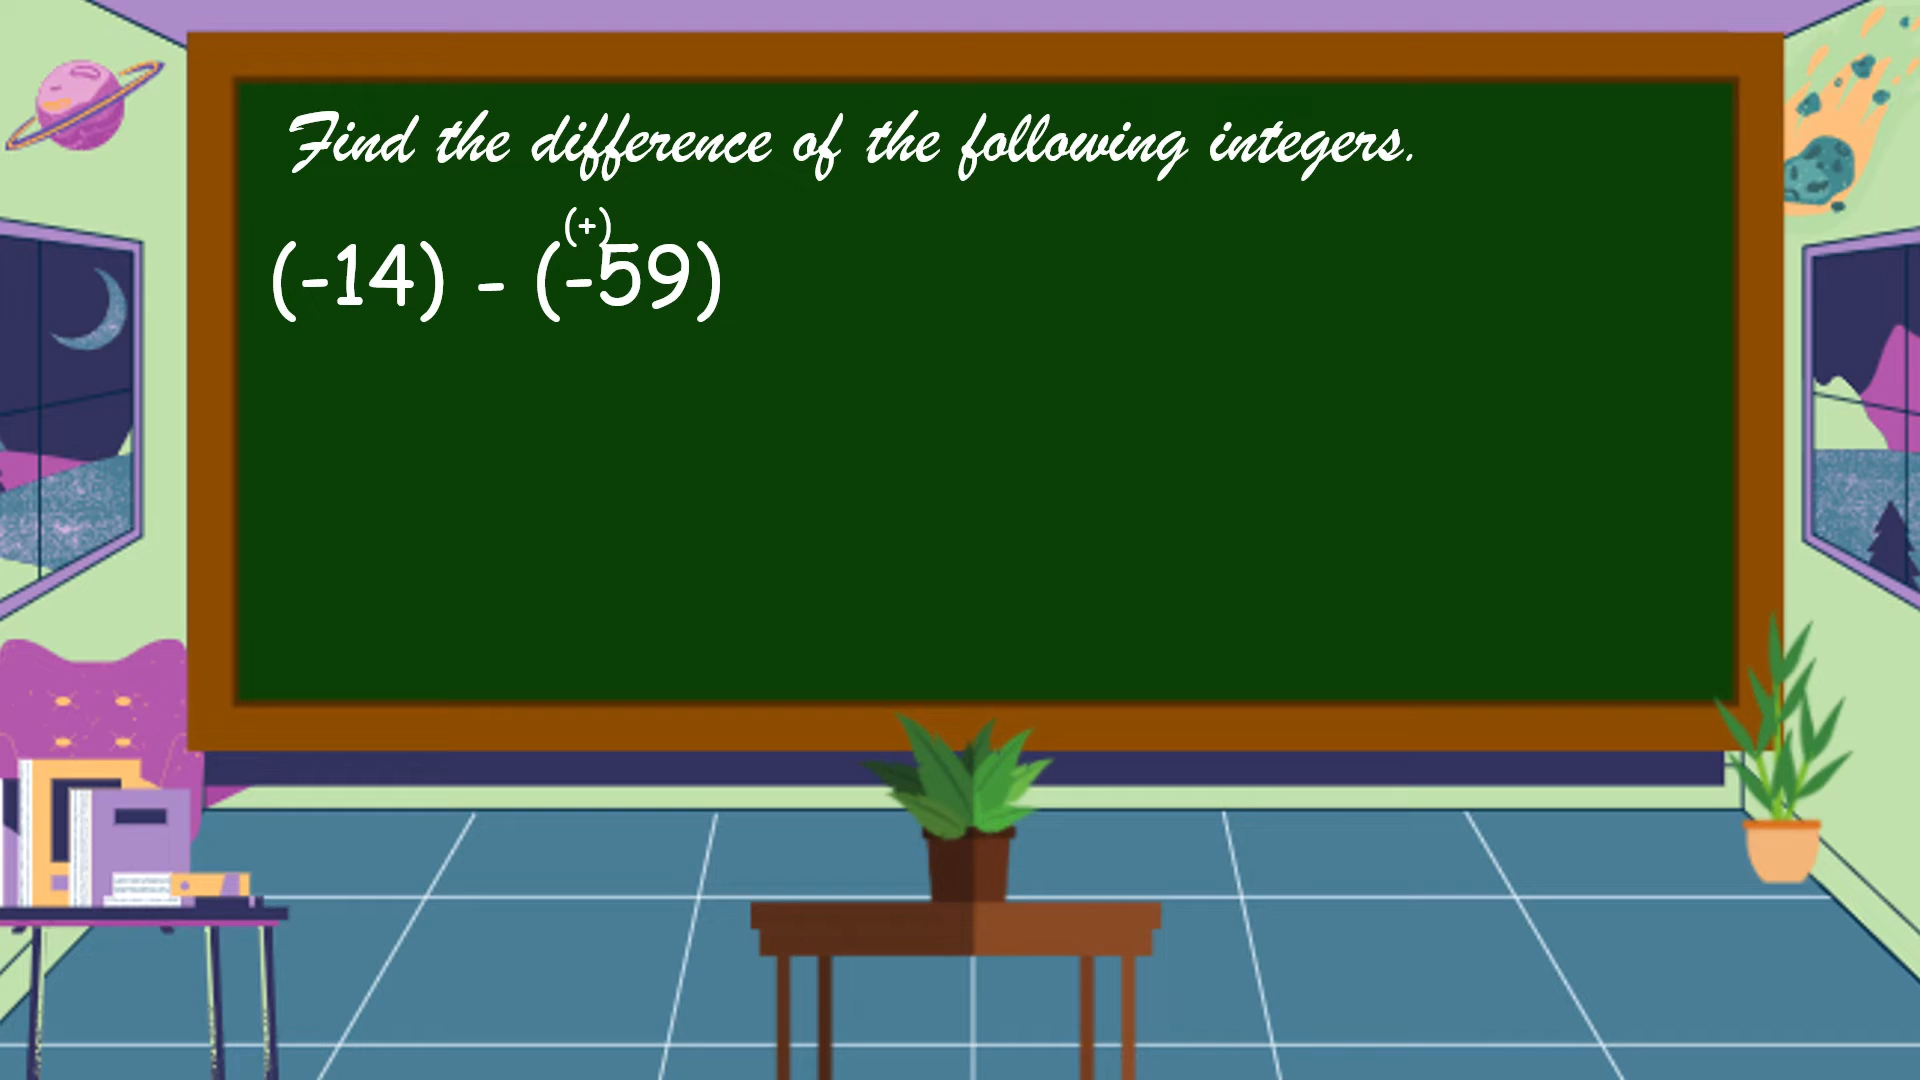 Find the difference of the following integers.
(+)
(-14) - (-59)